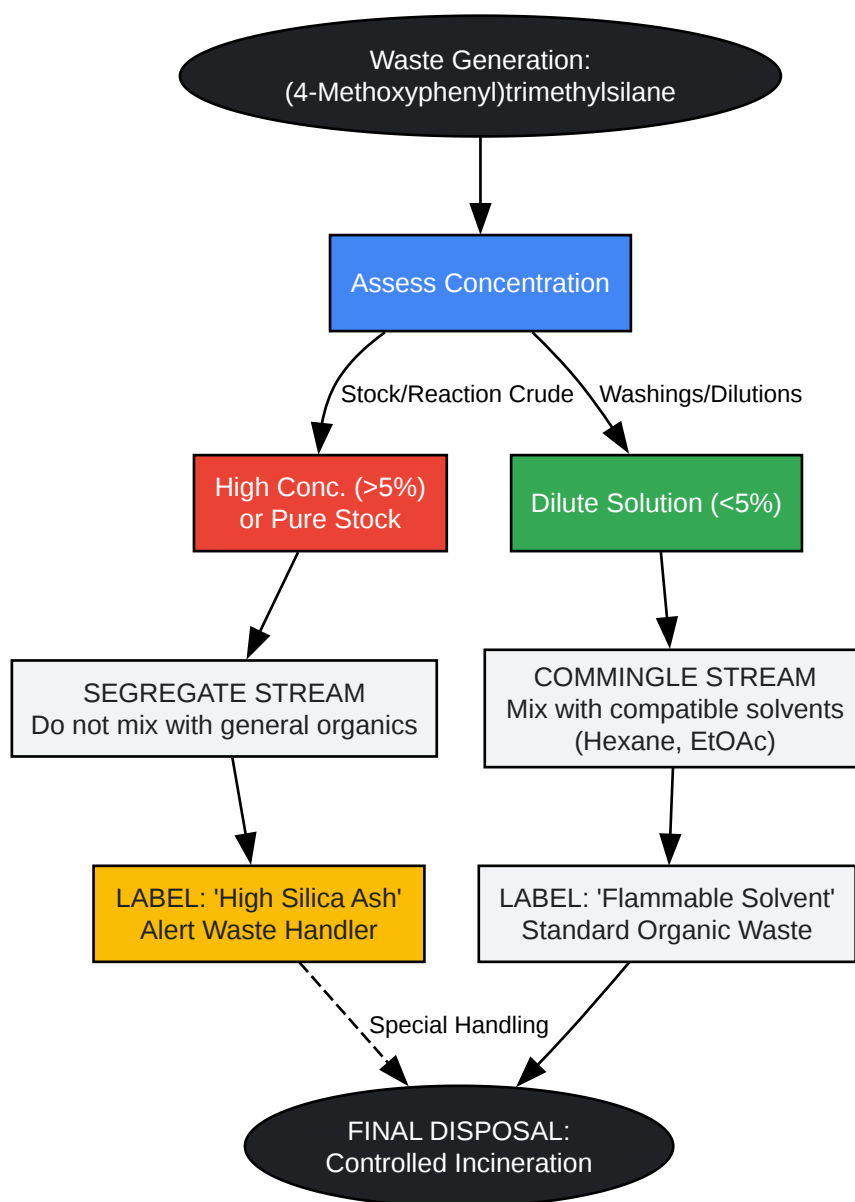 Waste Generation:
(4-Methoxyphenyl)trimethylsilane
Assess Concentration
Stock/Reaction Crude
Washings/Dilutions
High Conc. (>5%)
or Pure Stock
Dilute Solution (<5%)
SEGREGATE STREAM
Do not mix with general organics
COMMINGLE STREAM
Mix with compatible solvents
(Hexane, EtOAc)
LABEL: 'High Silica Ash'
Alert Waste Handler
LABEL: 'Flammable Solvent'
Standard Organic Waste
Special Handling
FINAL DISPOSAL:
Controlled Incineration